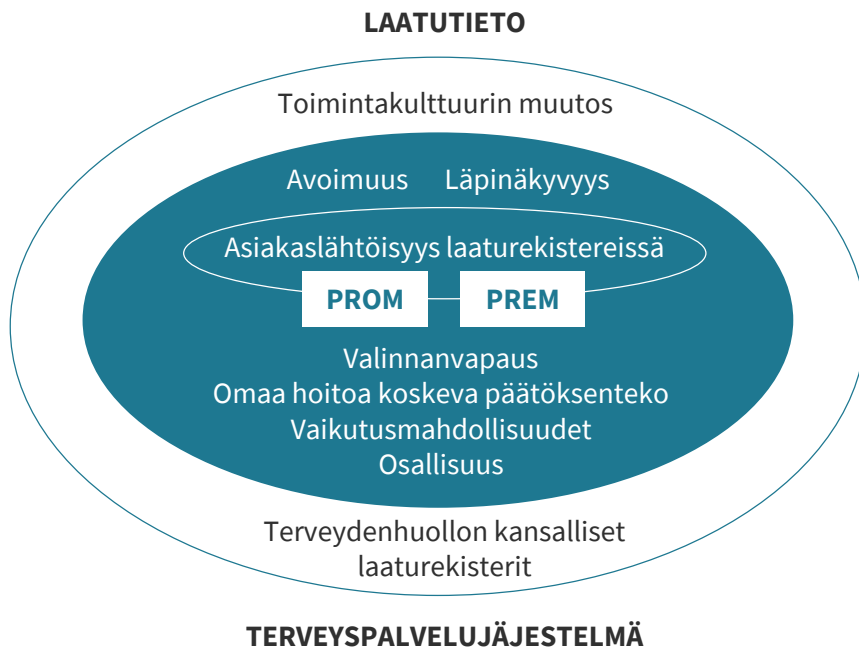 LAATUTIETO
Toimintakulttuurin muutos
Avoimuus Läpinäkyvyys
Asiakaslähtöisyys laaturekistereissä
PROM PREM
Valinnanvapaus
Omaa hoitoa koskeva päätöksenteko
Vaikutusmahdollisuudet
Osallisuus
Terveydenhuollon kansalliset
laaturekisterit
TERVEYSPALVELUJÄJESTELMÄ